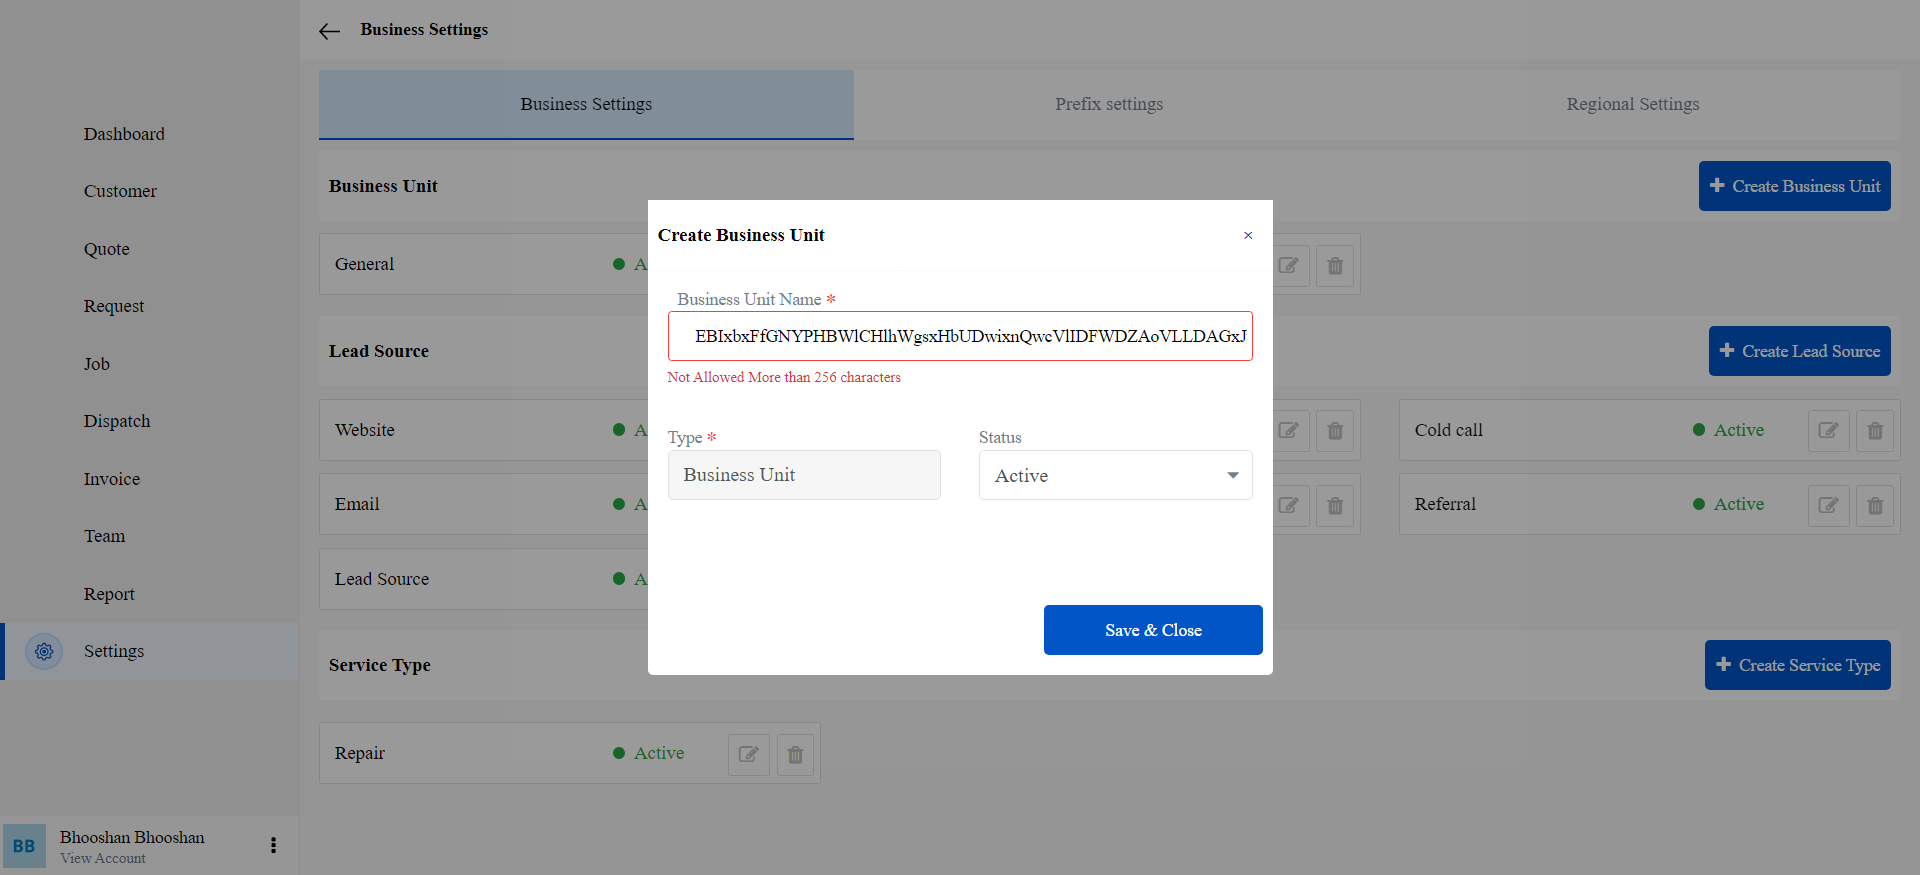 Business Settings
Business Settings
Prefix settings
Regional Settings
Dashboard
Customer
Quote
Request
Job
Dispatch
Invoice
Team
Report
Settings
BB
Bhooshan Bhooshan
View Account
Business Unit
Create Business Unit
General
A
Lead Source
Create Lead Source
Website
A
Cold call
Active
Email
A
Referral
Active
Lead Source
A
Service Type
Create Service Type
Repair
Active
Create Business Unit
×
Business Unit Name *
EBIxbxFfGNYPHBWlCHlhWgsxHbUDwixnQwcVlIDFWDZAoVLLDAGxJ
Not Allowed More than 256 characters
Type *
Status
Business Unit
Active
Save & Close